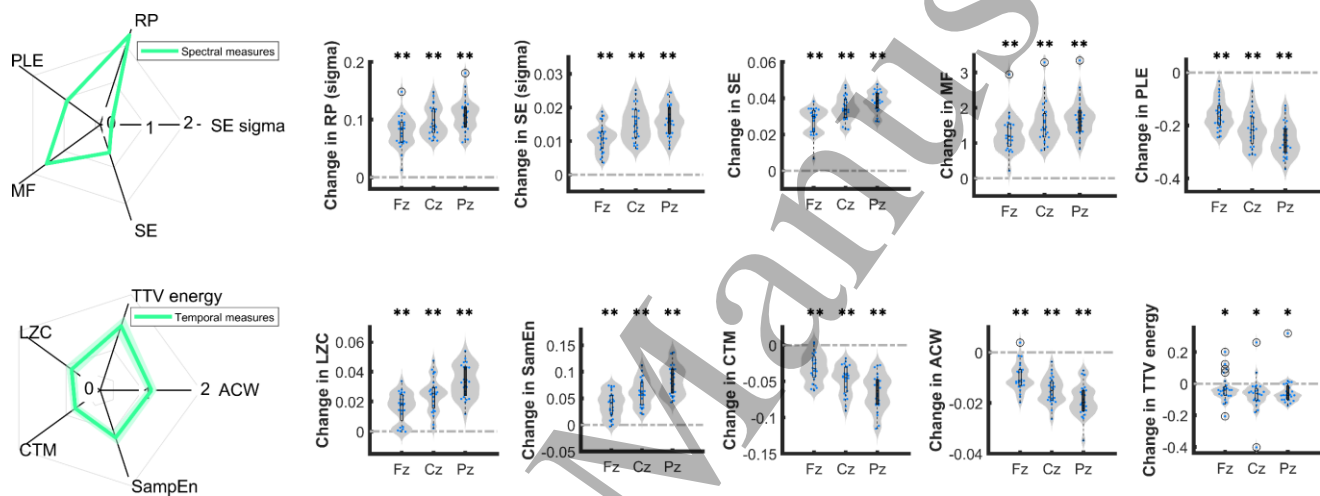 RP
Spectral measures
PLE
0
1
2
SE sigma
MF
SE
Change in RP (sigma)
0.2
0.1
0
** ** **
Fz Cz Pz
Change in SE (sigma)
0.03
0.02
0.01
0
** ** **
Fz Cz Pz
Change in SE
0.06
0.04
0.02
0
** ** **
Fz Cz Pz
Change in MF
3
2
1
0
** ** **
Fz Cz Pz
Change in PLE
0
-0.2
-0.4
** ** **
Fz Cz Pz
TTV energy
Temporal measures
LZC
0
2
ACW
CTM
SampEn
Change in LZC
0.06
0.04
0.02
0
** ** **
Fz Cz Pz
Change in SamEn
0.15
0.1
0.05
0
-0.05
** ** **
Fz Cz Pz
Change in CTM
0
-0.05
-0.1
-0.15
** ** **
Fz Cz Pz
Change in ACW
0
-0.02
-0.04
** ** **
Fz Cz Pz
Change in TTV energy
0.2
0
-0.2
-0.4
* * *
Fz Cz Pz
Manus